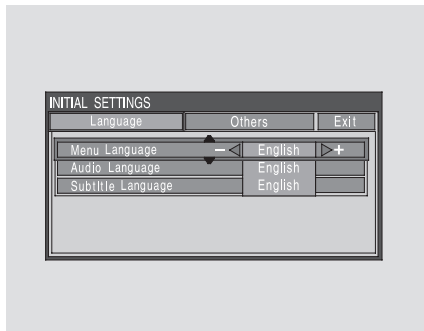 INITIAL SETTINGS
Language Others Exit
Menu Language − English +
Audio Language English
Subtitle Language English